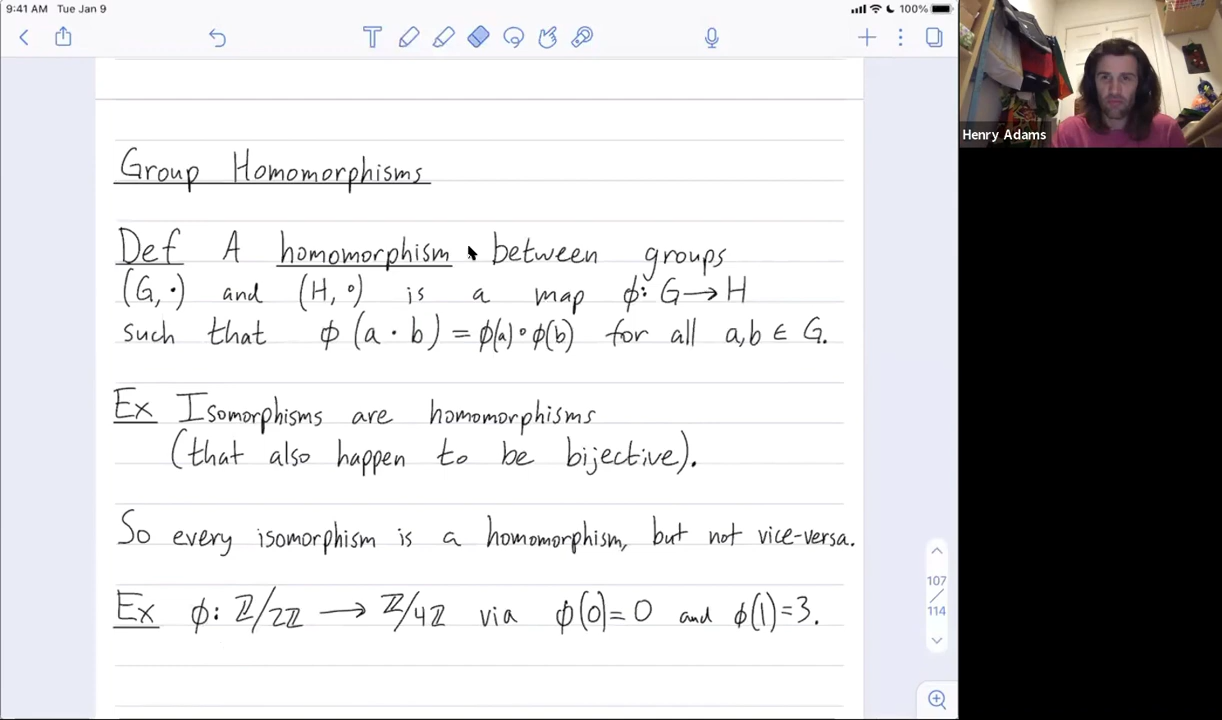 9:41 AM Tue Jan 9
100%
Henry Adams
Group Homomorphisms
Def A homomorphism between groups
(G, ·) and (H, ∘) is a map ϕ: G → H
such that ϕ(a · b) = ϕ(a) ∘ ϕ(b) for all a,b ∈ G.
Ex Isomorphisms are homomorphisms
(that also happen to be bijective).
So every isomorphism is a homomorphism, but not vice-versa.
Ex ϕ: ℤ/2ℤ → ℤ/4ℤ via ϕ(0)=0 and ϕ(1)=3.
107
/
114